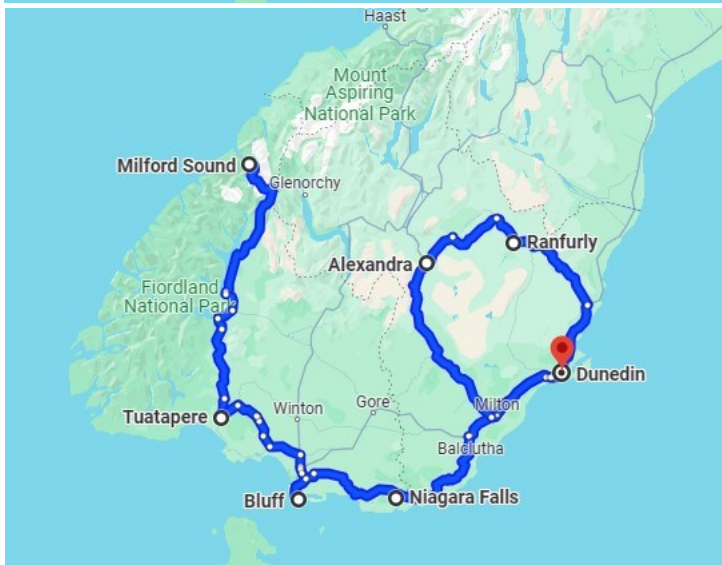 Haast
Mount
Aspiring
National Park
Milford Sound
Glenorchy
Ranfurly
Alexandra
Fiordland
National Park
Dunedin
Tuatapere
Winton
Gore
Milton
Balclutha
Bluff
Niagara Falls